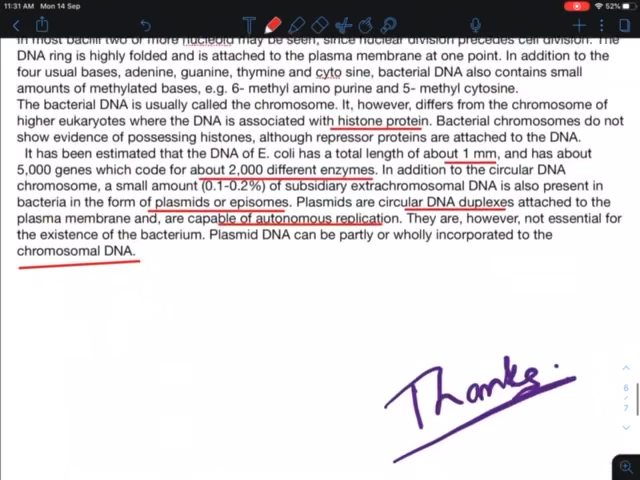 11:31 AM Mon 14 Sep
52%
In most bacilli two or more nucleoid may be seen, since nuclear division precedes cell division. The
DNA ring is highly folded and is attached to the plasma membrane at one point. In addition to the
four usual bases, adenine, guanine, thymine and cyto sine, bacterial DNA also contains small
amounts of methylated bases, e.g. 6- methyl amino purine and 5- methyl cytosine.
The bacterial DNA is usually called the chromosome. It, however, differs from the chromosome of
higher eukaryotes where the DNA is associated with histone protein. Bacterial chromosomes do not
show evidence of possessing histones, although repressor proteins are attached to the DNA.
It has been estimated that the DNA of E. coli has a total length of about 1 mm, and has about
5,000 genes which code for about 2,000 different enzymes. In addition to the circular DNA
chromosome, a small amount (0.1-0.2%) of subsidiary extrachromosomal DNA is also present in
bacteria in the form of plasmids or episomes. Plasmids are circular DNA duplexes attached to the
plasma membrane and, are capable of autonomous replication. They are, however, not essential for
the existence of the bacterium. Plasmid DNA can be partly or wholly incorporated to the
chromosomal DNA.
Thanks.
6
/
7